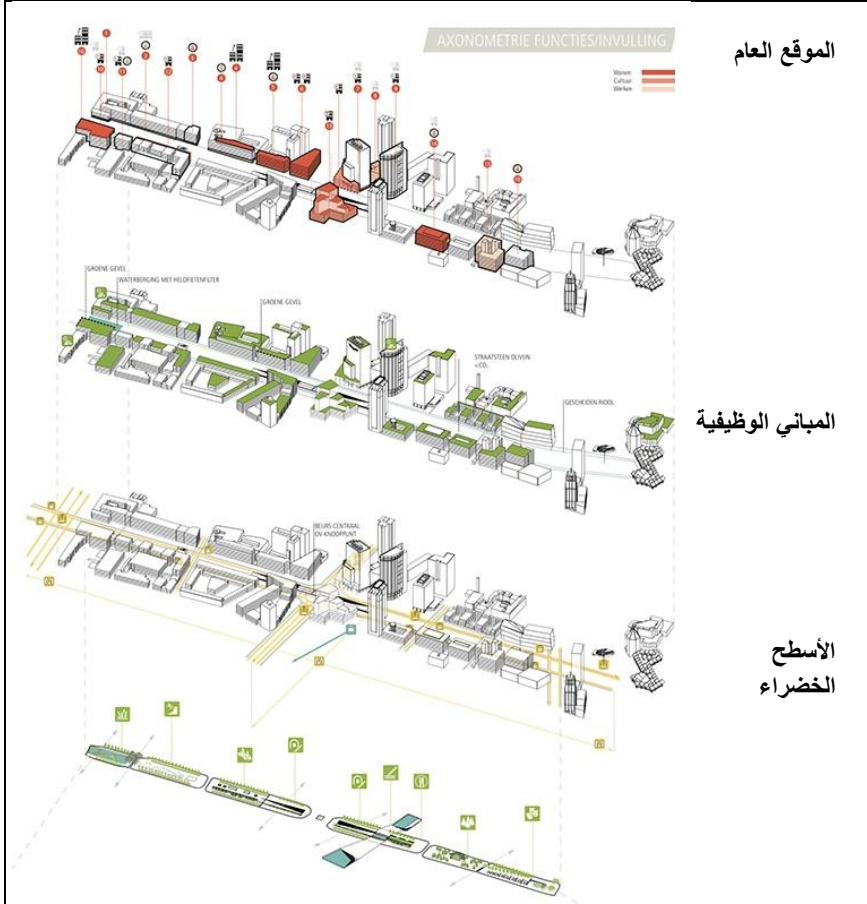 AXONOMETRIE FUNCTIES/INVULLING
الموقع العام
Wonen
Cultuur
Werken
GROENE GEVEL
WATERBERGING MET HELOFIETENFILTER
GROENE GEVEL
STRAATSTEEN OLIVIJN
GESCHEIDEN RIOOL
المباني الوظيفية
BEURS CENTRAAL
OV-KNOOPPUNT
الأسطح
الخضراء